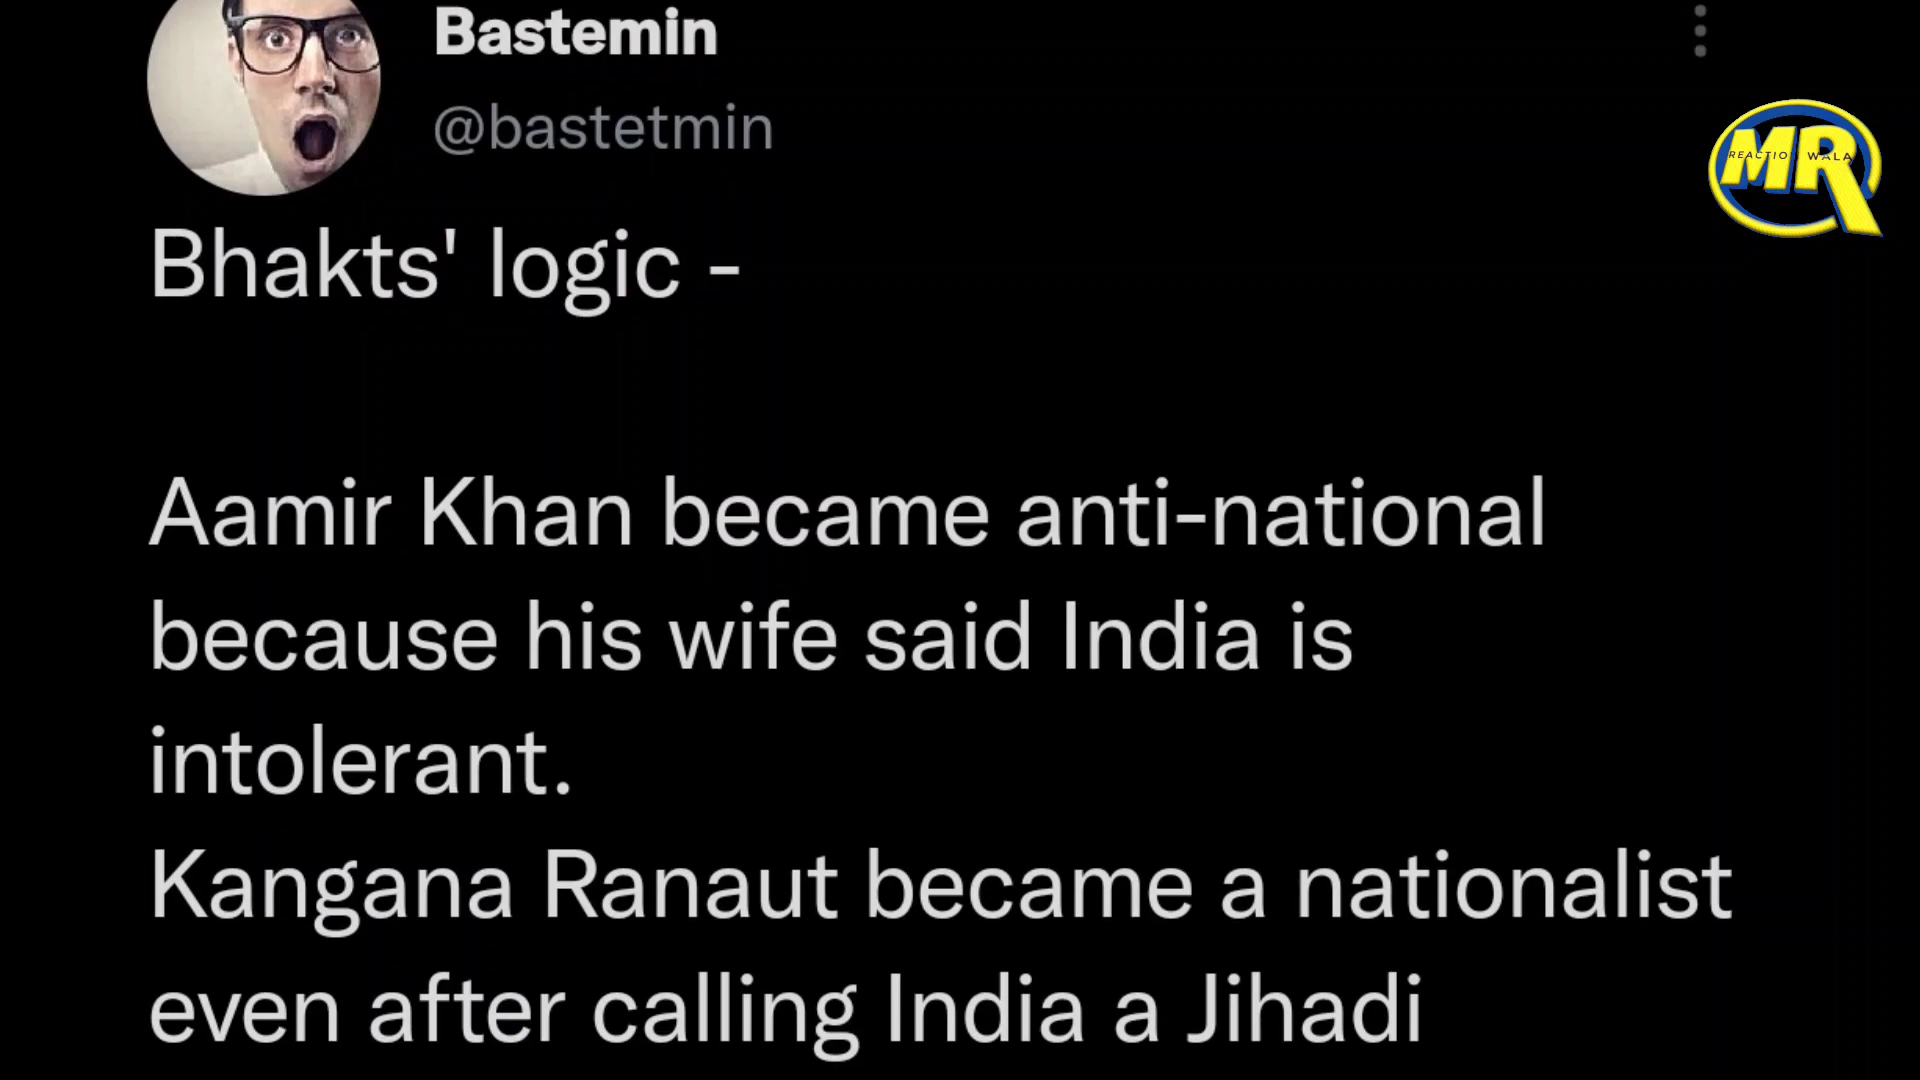 Bastemin
@bastetmin
MR
REACTION WALA
Bhakts' logic -
Aamir Khan became anti-national
because his wife said India is
intolerant.
Kangana Ranaut became a nationalist
even after calling India a Jihadi